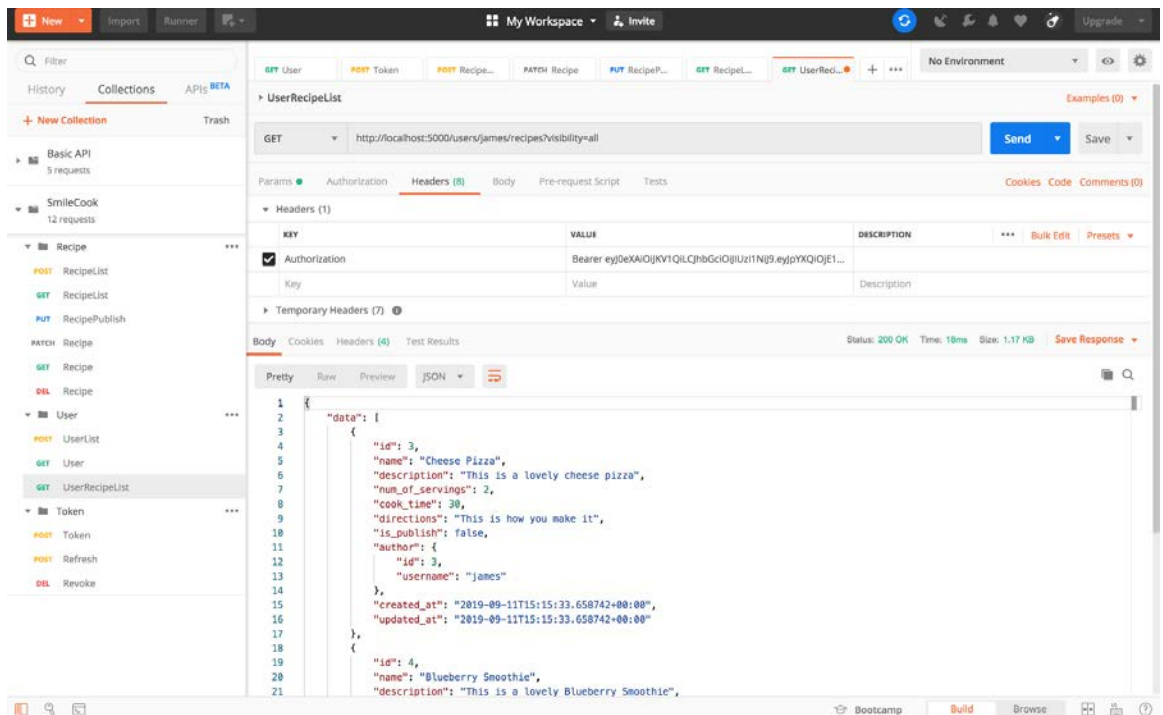 New Import Runner My Workspace Invite Upgrade
Filter
History Collections APIs BETA
+ New Collection Trash
Basic API
5 requests
SmileCook
12 requests
Recipe
POST RecipeList
GET RecipeList
PUT RecipePublish
PATCH Recipe
GET Recipe
DEL Recipe
User
POST UserList
GET User
GET UserRecipeList
Token
POST Token
POST Refresh
DEL Revoke
GET User POST Token POST Recipe... PATCH Recipe PUT RecipeP... GET RecipeL... GET UserReci... + ••• No Environment
UserRecipeList Examples (0)
GET http://localhost:5000/users/james/recipes?visibility=all Send Save
Params Authorization Headers (8) Body Pre-request Script Tests Cookies Code Comments (0)
Headers (1)
KEY VALUE DESCRIPTION ••• Bulk Edit Presets
Authorization Bearer eyJ0eXAiOiJKV1QiLCJhbGciOiJIUzI1NiJ9.eyJpYXQiOjE1...
Key Value Description
Temporary Headers (7)
Body Cookies Headers (4) Test Results Status: 200 OK Time: 18ms Size: 1.17 KB Save Response
Pretty Raw Preview JSON
1 {
2 "data": [
3 {
4 "id": 3,
5 "name": "Cheese Pizza",
6 "description": "This is a lovely cheese pizza",
7 "num_of_servings": 2,
8 "cook_time": 30,
9 "directions": "This is how you make it",
10 "is_publish": false,
11 "author": {
12 "id": 3,
13 "username": "james"
14 },
15 "created_at": "2019-09-11T15:15:33.658742+00:00",
16 "updated_at": "2019-09-11T15:15:33.658742+00:00"
17 },
18 {
19 "id": 4,
20 "name": "Blueberry Smoothie",
21 "description": "This is a lovely Blueberry Smoothie",
Bootcamp Build Browse